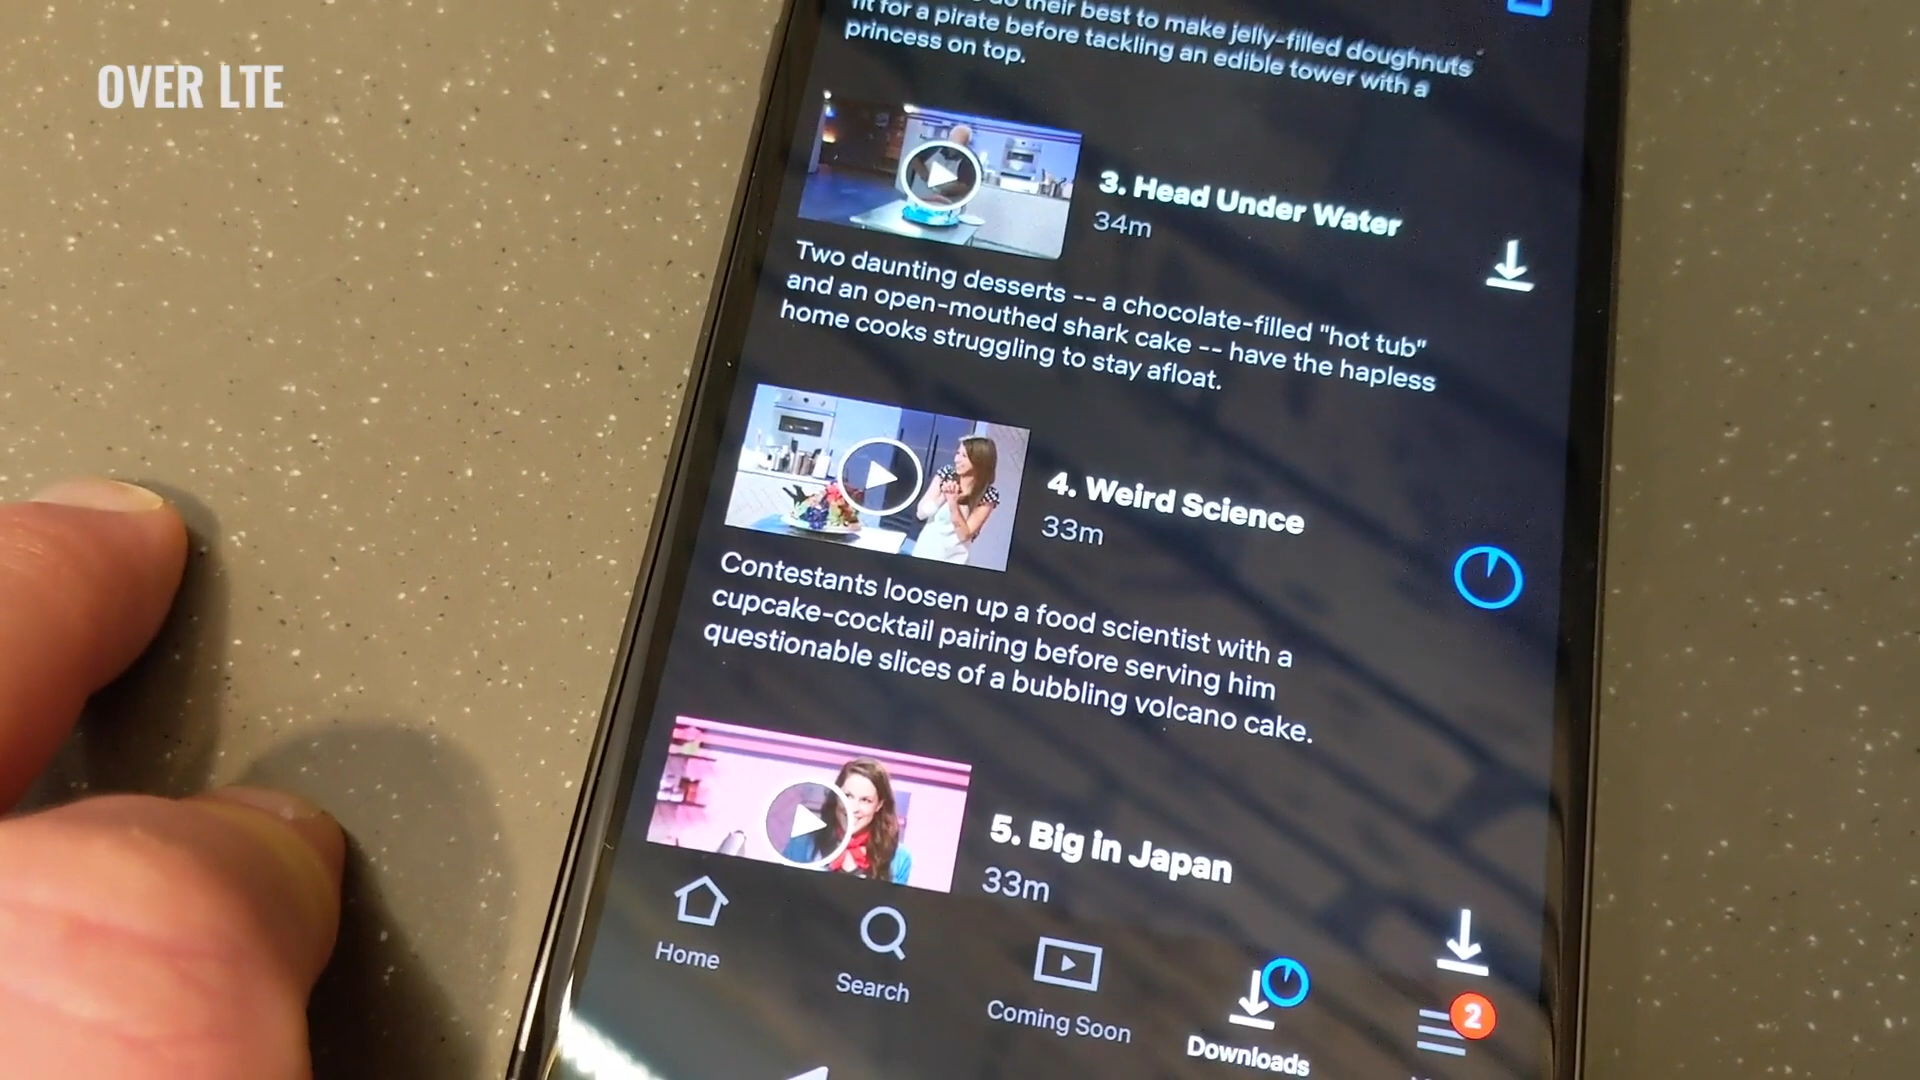 OVER LTE
do their best to make jelly-filled doughnuts
fit for a pirate before tackling an edible tower with a
princess on top.
3. Head Under Water
34m
Two daunting desserts -- a chocolate-filled "hot tub"
and an open-mouthed shark cake -- have the hapless
home cooks struggling to stay afloat.
4. Weird Science
33m
Contestants loosen up a food scientist with a
cupcake-cocktail pairing before serving him
questionable slices of a bubbling volcano cake.
5. Big in Japan
33m
Home
Search
Coming Soon
Downloads
2